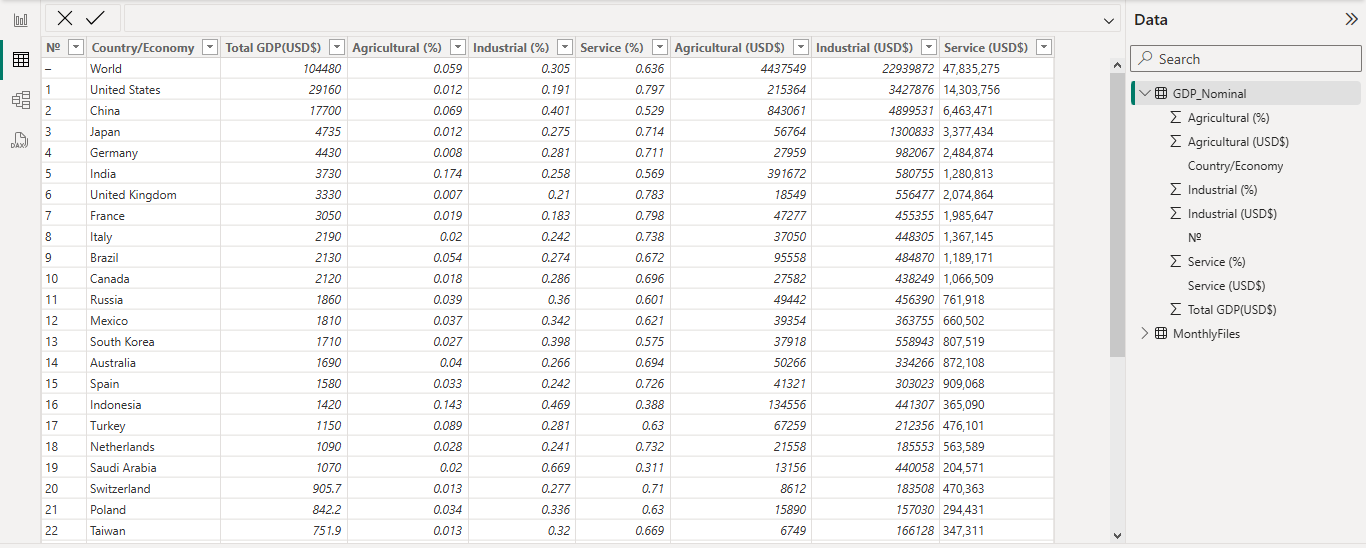 Data
Search
№ Country/Economy Total GDP(USD$) Agricultural (%) Industrial (%) Service (%) Agricultural (USD$) Industrial (USD$) Service (USD$)
– World 104480 0.059 0.305 0.636 4437549 22939872 47,835,275
1 United States 29160 0.012 0.191 0.797 215364 3427876 14,303,756
2 China 17700 0.069 0.401 0.529 843061 4899531 6,463,471
3 Japan 4735 0.012 0.275 0.714 56764 1300833 3,377,434
4 Germany 4430 0.008 0.281 0.711 27959 982067 2,484,874
5 India 3730 0.174 0.258 0.569 391672 580755 1,280,813
6 United Kingdom 3330 0.007 0.21 0.783 18549 556477 2,074,864
7 France 3050 0.019 0.183 0.798 47277 455355 1,985,647
8 Italy 2190 0.02 0.242 0.738 37050 448305 1,367,145
9 Brazil 2130 0.054 0.274 0.672 95558 484870 1,189,171
10 Canada 2120 0.018 0.286 0.696 27582 438249 1,066,509
11 Russia 1860 0.039 0.36 0.601 49442 456390 761,918
12 Mexico 1810 0.037 0.342 0.621 39354 363755 660,502
13 South Korea 1710 0.027 0.398 0.575 37918 558943 807,519
14 Australia 1690 0.04 0.266 0.694 50266 334266 872,108
15 Spain 1580 0.033 0.242 0.726 41321 303023 909,068
16 Indonesia 1420 0.143 0.469 0.388 134556 441307 365,090
17 Turkey 1150 0.089 0.281 0.63 67259 212356 476,101
18 Netherlands 1090 0.028 0.241 0.732 21558 185553 563,589
19 Saudi Arabia 1070 0.02 0.669 0.311 13156 440058 204,571
20 Switzerland 905.7 0.013 0.277 0.71 8612 183508 470,363
21 Poland 842.2 0.034 0.336 0.63 15890 157030 294,431
22 Taiwan 751.9 0.013 0.32 0.669 6749 166128 347,311
GDP_Nominal
Agricultural (%)
Agricultural (USD$)
Country/Economy
Industrial (%)
Industrial (USD$)
№
Service (%)
Service (USD$)
Total GDP(USD$)
MonthlyFiles
DAX